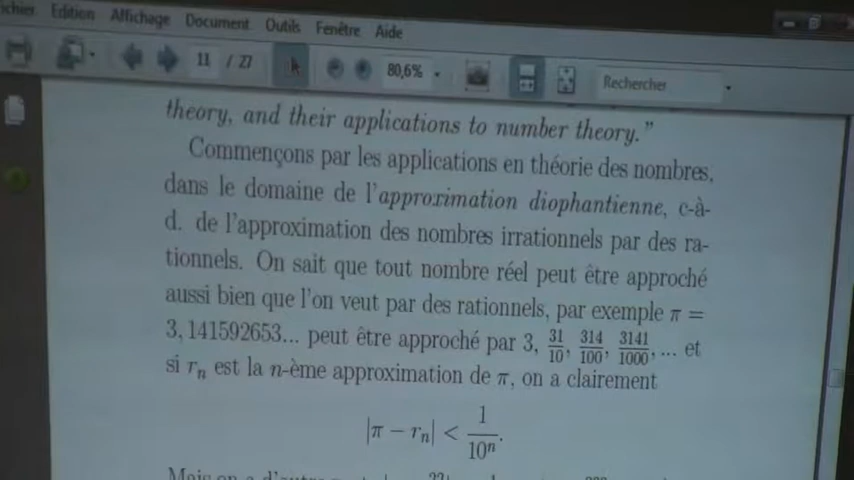 Edition Affichage Document Outils Fenêtre Aide
11 / 27 80,6% Rechercher
theory, and their applications to number theory."
Commençons par les applications en théorie des nombres,
dans le domaine de l'approximation diophantienne, c-à-
d. de l'approximation des nombres irrationnels par des ra-
tionnels. On sait que tout nombre réel peut être approché
aussi bien que l'on veut par des rationnels, par exemple π =
3, 141592653... peut être approché par 3, 31/10, 314/100, 3141/1000, ... et
si rₙ est la n-ème approximation de π, on a clairement
|π − rₙ| < 1/10ⁿ.